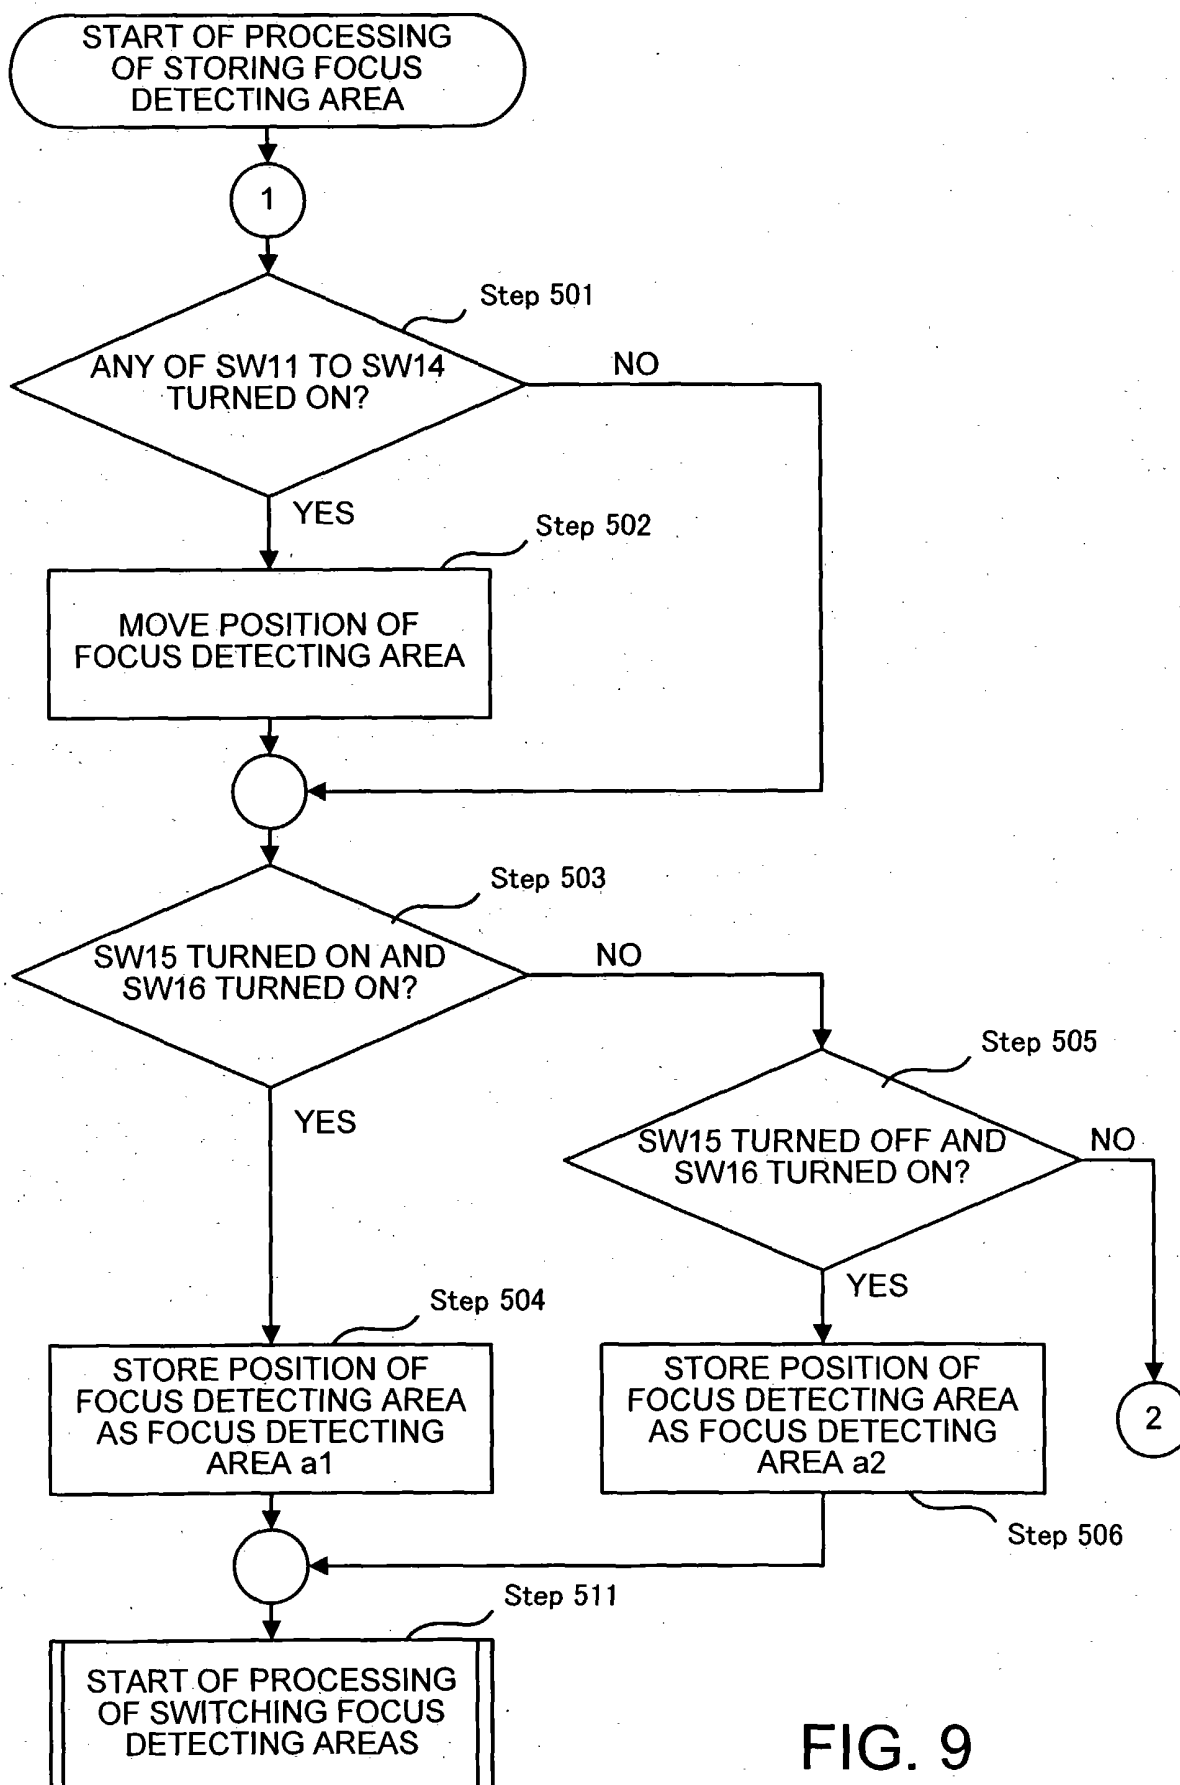 START OF PROCESSING
OF STORING FOCUS
DETECTING AREA
1
Step 501
ANY OF SW11 TO SW14
TURNED ON?
NO
YES
Step 502
MOVE POSITION OF
FOCUS DETECTING AREA
Step 503
SW15 TURNED ON AND
SW16 TURNED ON?
NO
YES
Step 505
SW15 TURNED OFF AND
SW16 TURNED ON?
NO
YES
Step 504
STORE POSITION OF
FOCUS DETECTING AREA
AS FOCUS DETECTING
AREA a1
STORE POSITION OF
FOCUS DETECTING AREA
AS FOCUS DETECTING
AREA a2
2
Step 506
Step 511
START OF PROCESSING
OF SWITCHING FOCUS
DETECTING AREAS
FIG. 9